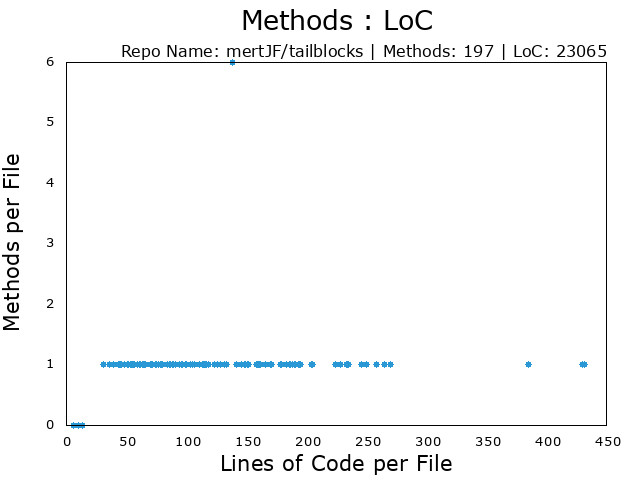 Methods : LoC
Repo Name: mertJF/tailblocks | Methods: 197 | LoC: 23065
Methods per File
6
5
4
3
2
1
0
0 50 100 150 200 250 300 350 400 450
Lines of Code per File